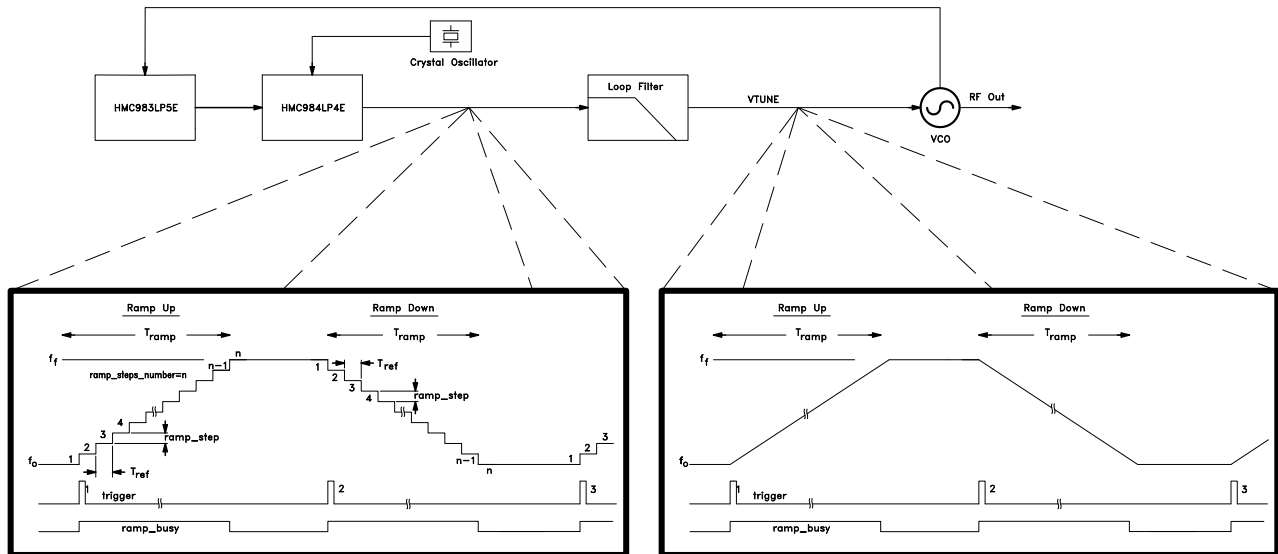 Crystal Oscillator
HMC983LP5E
HMC984LP4E
Loop Filter
VTUNE
RF Out
VCO
Ramp Up
Ramp Down
Tramp
Tramp
ff
n-1
n
ramp_steps_number=n
1
2
Tref
3
4
ramp_step
4
3
ramp_step
2
fo
1
Tref
n-1
n
1
2
3
1
trigger
2
3
ramp_busy
Ramp Up
Ramp Down
Tramp
Tramp
ff
fo
1
trigger
2
3
ramp_busy